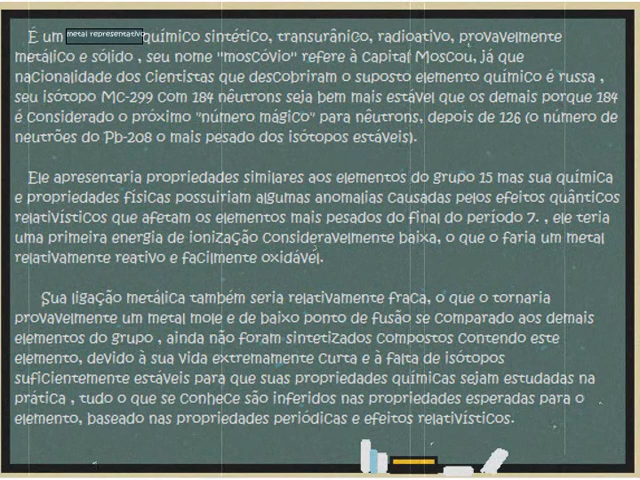 É um metal representativo químico sintético, transurânico, radioativo, provavelmente
metálico e sólido , seu nome "moscóvio" refere à capital Moscou, já que
nacionalidade dos cientistas que descobriram o suposto elemento químico é russa ,
seu isótopo Mc-299 com 184 nêutrons seja bem mais estável que os demais porque 184
é considerado o próximo "número mágico" para nêutrons, depois de 126 (o número de
neutrões do Pb-208 o mais pesado dos isótopos estáveis).
Ele apresentaria propriedades similares aos elementos do grupo 15 mas sua química
e propriedades físicas possuiriam algumas anomalias causadas pelos efeitos quânticos
relativísticos que afetam os elementos mais pesados do final do período 7. , ele teria
uma primeira energia de ionização consideravelmente baixa, o que o faria um metal
relativamente reativo e facilmente oxidável.
Sua ligação metálica também seria relativamente fraca, o que o tornaria
provavelmente um metal mole e de baixo ponto de fusão se comparado aos demais
elementos do grupo , ainda não foram sintetizados compostos contendo este
elemento, devido à sua vida extremamente curta e à falta de isótopos
suficientemente estáveis para que suas propriedades químicas sejam estudadas na
prática , tudo o que se conhece são inferidos nas propriedades esperadas para o
elemento, baseado nas propriedades periódicas e efeitos relativísticos.